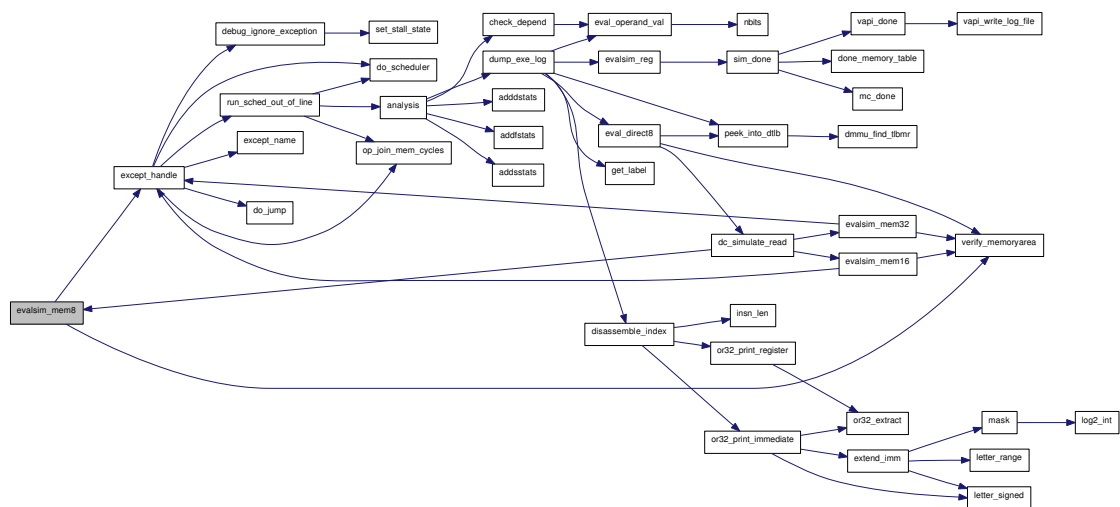 check_depend
eval_operand_val
nbits
vapi_done
vapi_write_log_file
debug_ignore_exception
set_stall_state
dump_exe_log
evalsim_reg
sim_done
done_memory_table
do_scheduler
run_sched_out_of_line
analysis
adddstats
mc_done
except_name
op_join_mem_cycles
addfstats
eval_direct8
peek_into_dtlb
dmmu_find_tlbmr
except_handle
addsstats
get_label
do_jump
evalsim_mem32
dc_simulate_read
verify_memoryarea
evalsim_mem16
evalsim_mem8
disassemble_index
insn_len
or32_print_register
or32_extract
mask
log2_int
or32_print_immediate
extend_imm
letter_range
letter_signed